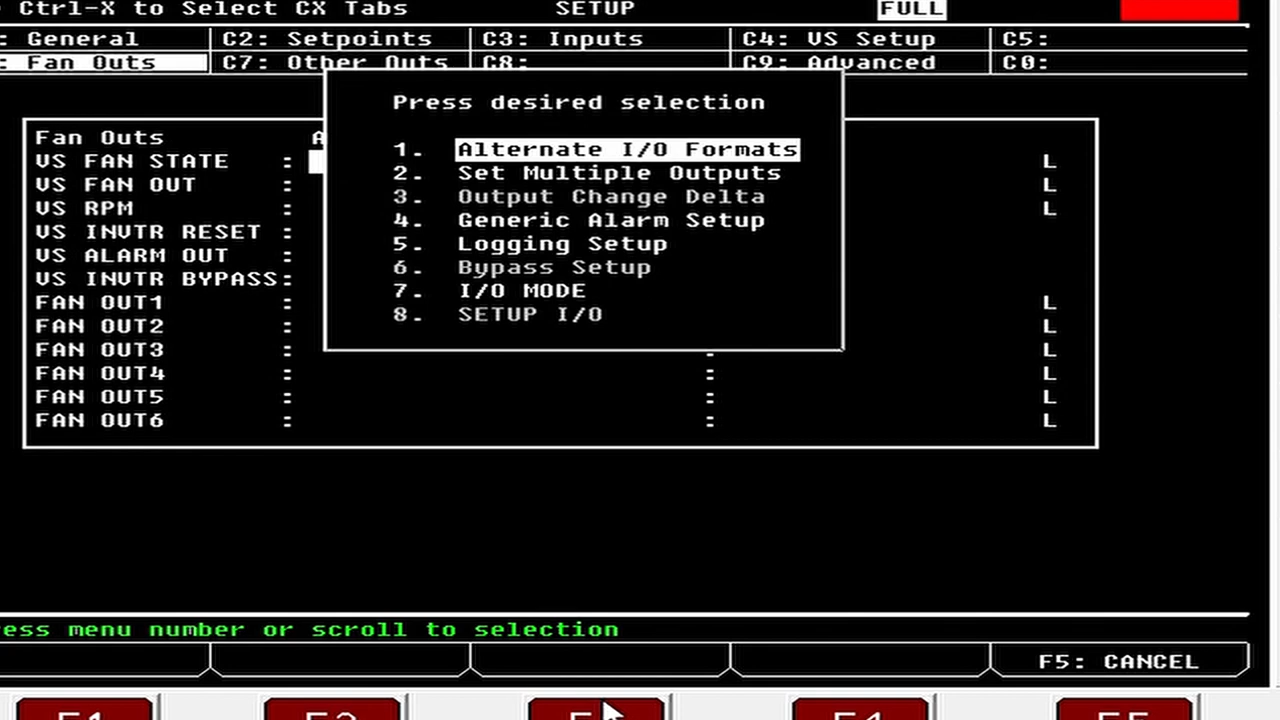 Ctrl-X to Select CX Tabs SETUP FULL
: General C2: Setpoints C3: Inputs C4: VS Setup C5:
: Fan Outs C7: Other Outs C8: C9: Advanced C0:
Press desired selection
1. Alternate I/O Formats
2. Set Multiple Outputs
3. Output Change Delta
4. Generic Alarm Setup
5. Logging Setup
6. Bypass Setup
7. I/O MODE
8. SETUP I/O
Fan Outs
VS FAN STATE : L
VS FAN OUT : L
VS RPM : L
VS INVTR RESET :
VS ALARM OUT :
VS INVTR BYPASS:
FAN OUT1 : L
FAN OUT2 : L
FAN OUT3 : : L
FAN OUT4 : : L
FAN OUT5 : : L
FAN OUT6 : : L
ess menu number or scroll to selection
F5: CANCEL